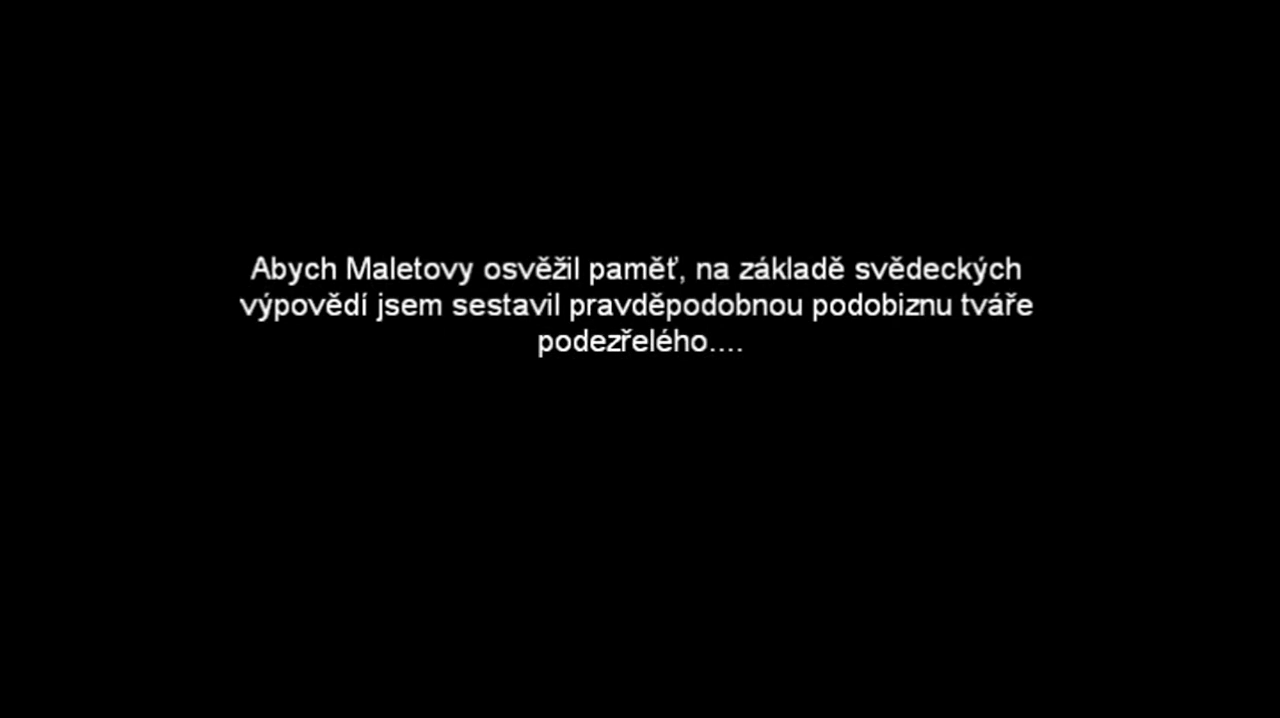 Abych Maletovy osvěžil paměť, na základě svědeckých
výpovědí jsem sestavil pravděpodobnou podobiznu tváře
podezřelého....